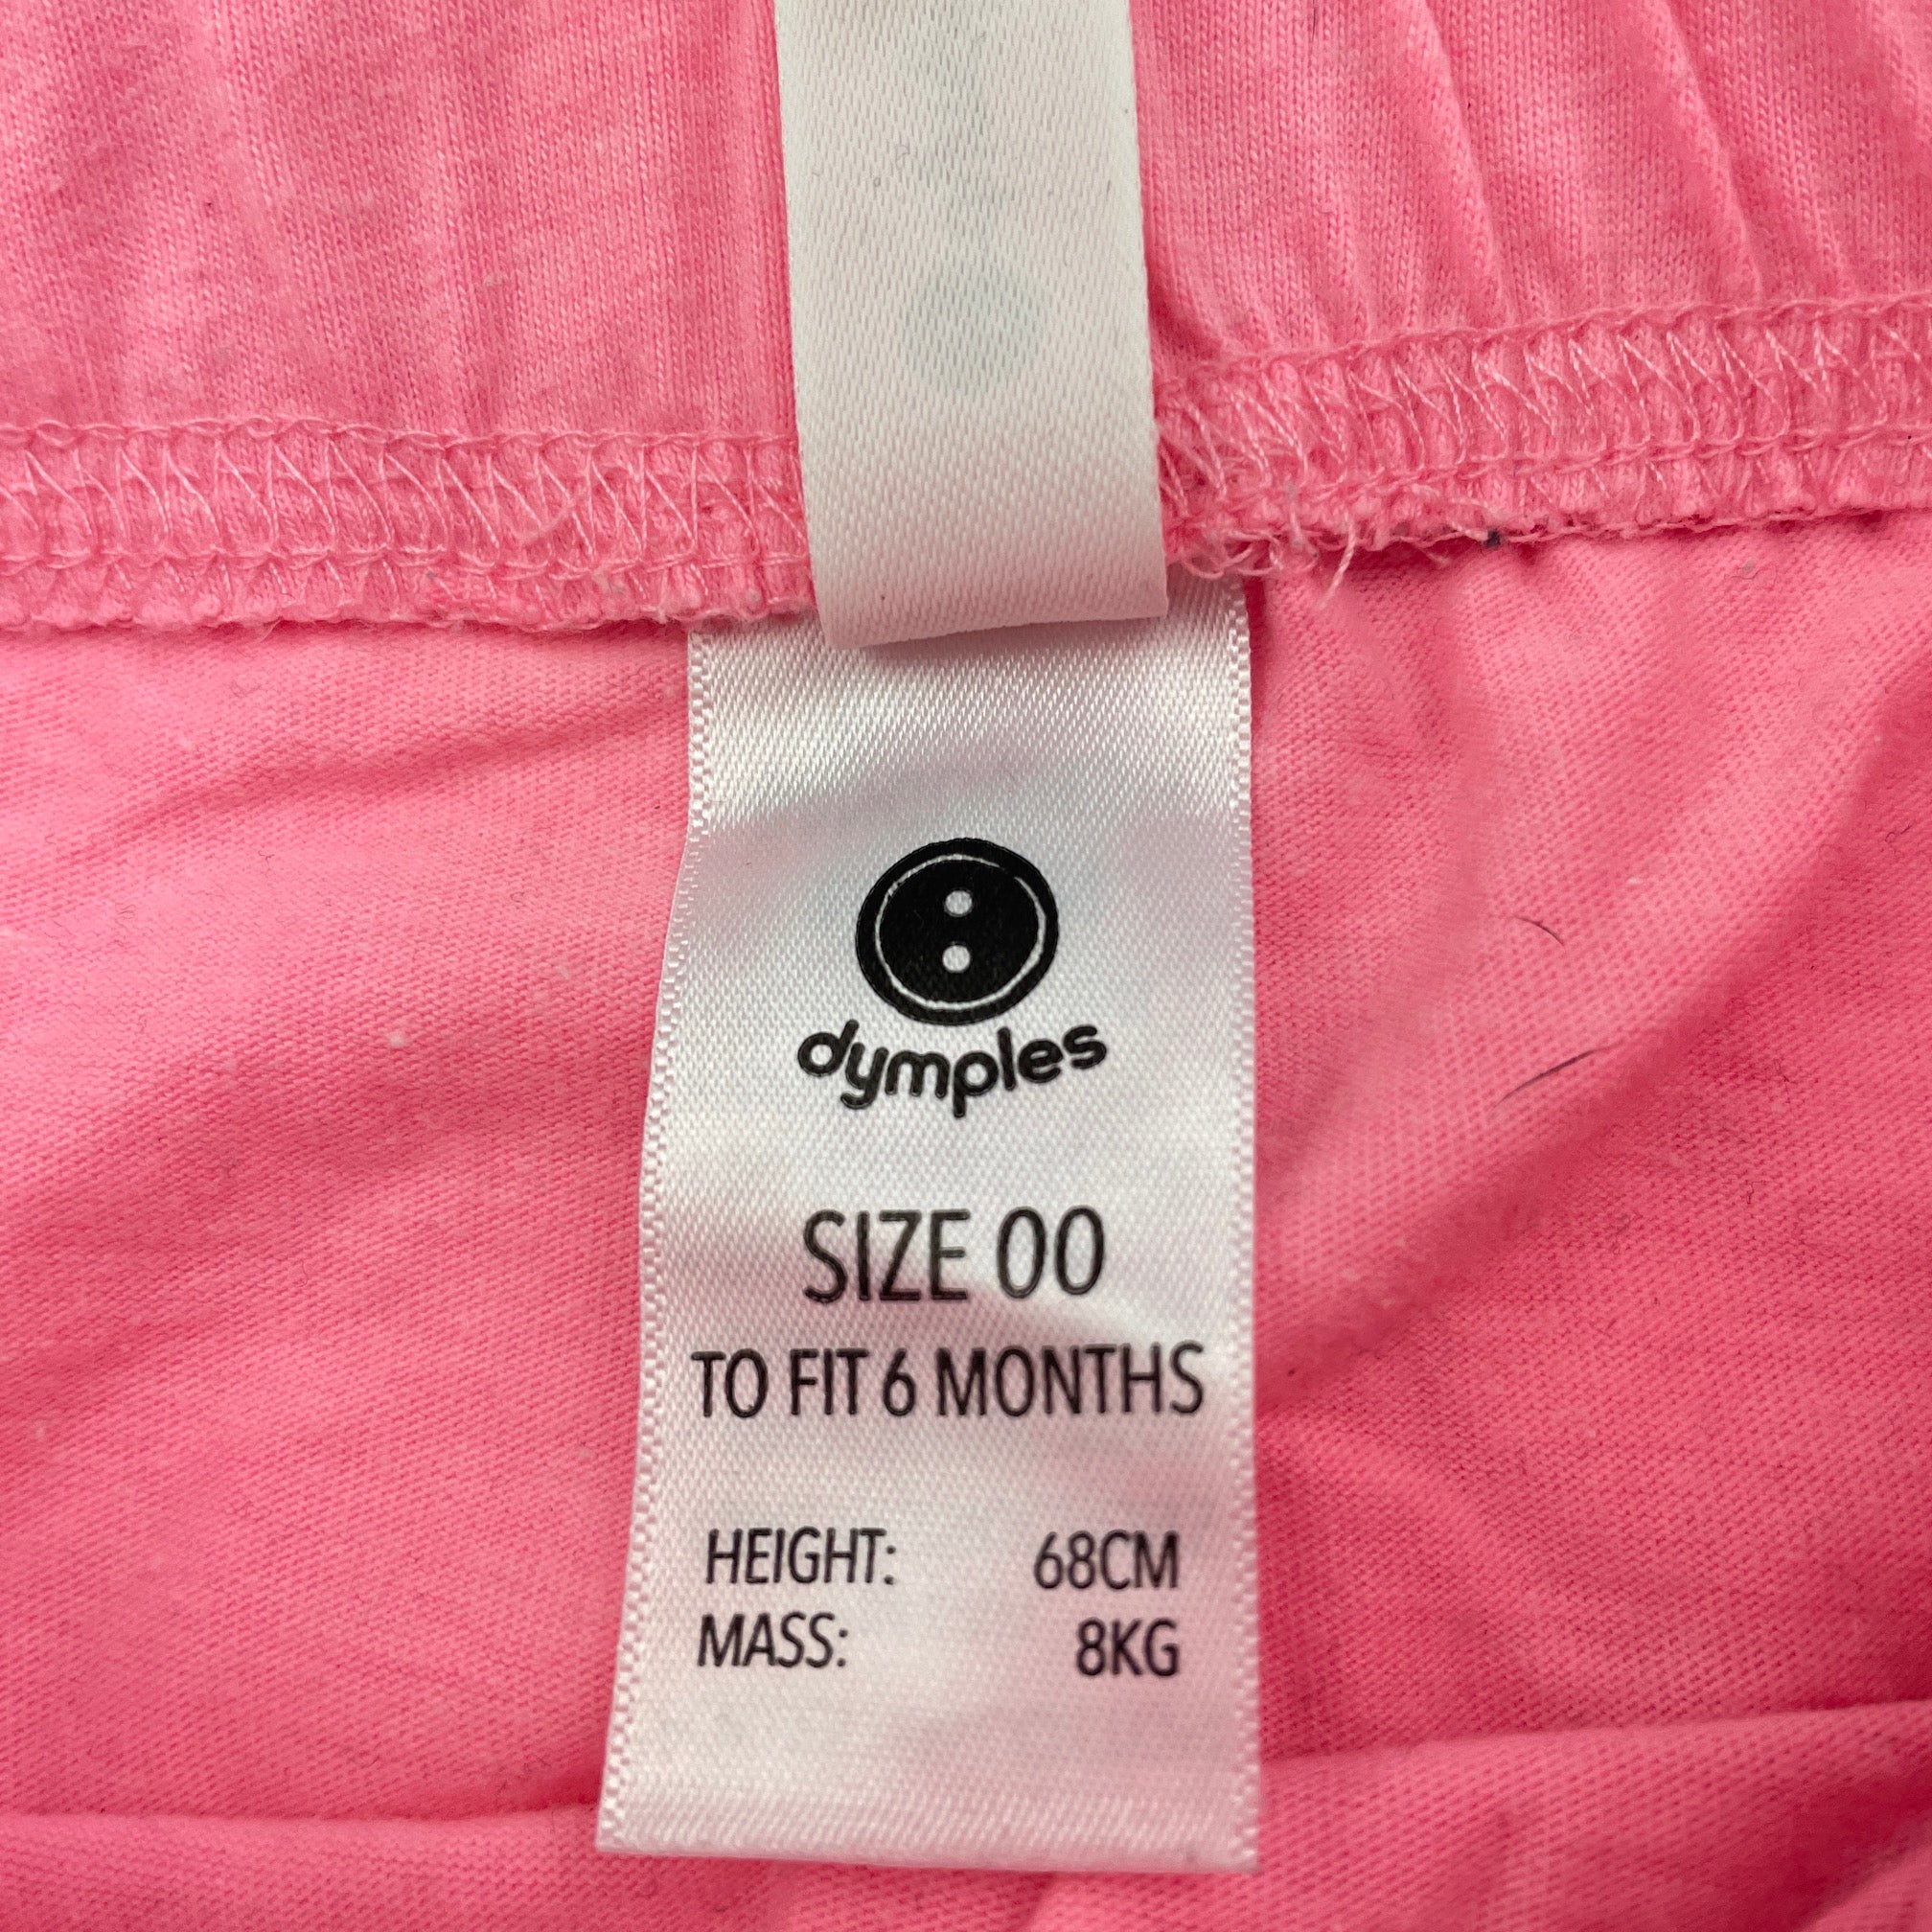 dymples
SIZE 00
TO FIT 6 MONTHS
HEIGHT: 68CM
MASS: 8KG